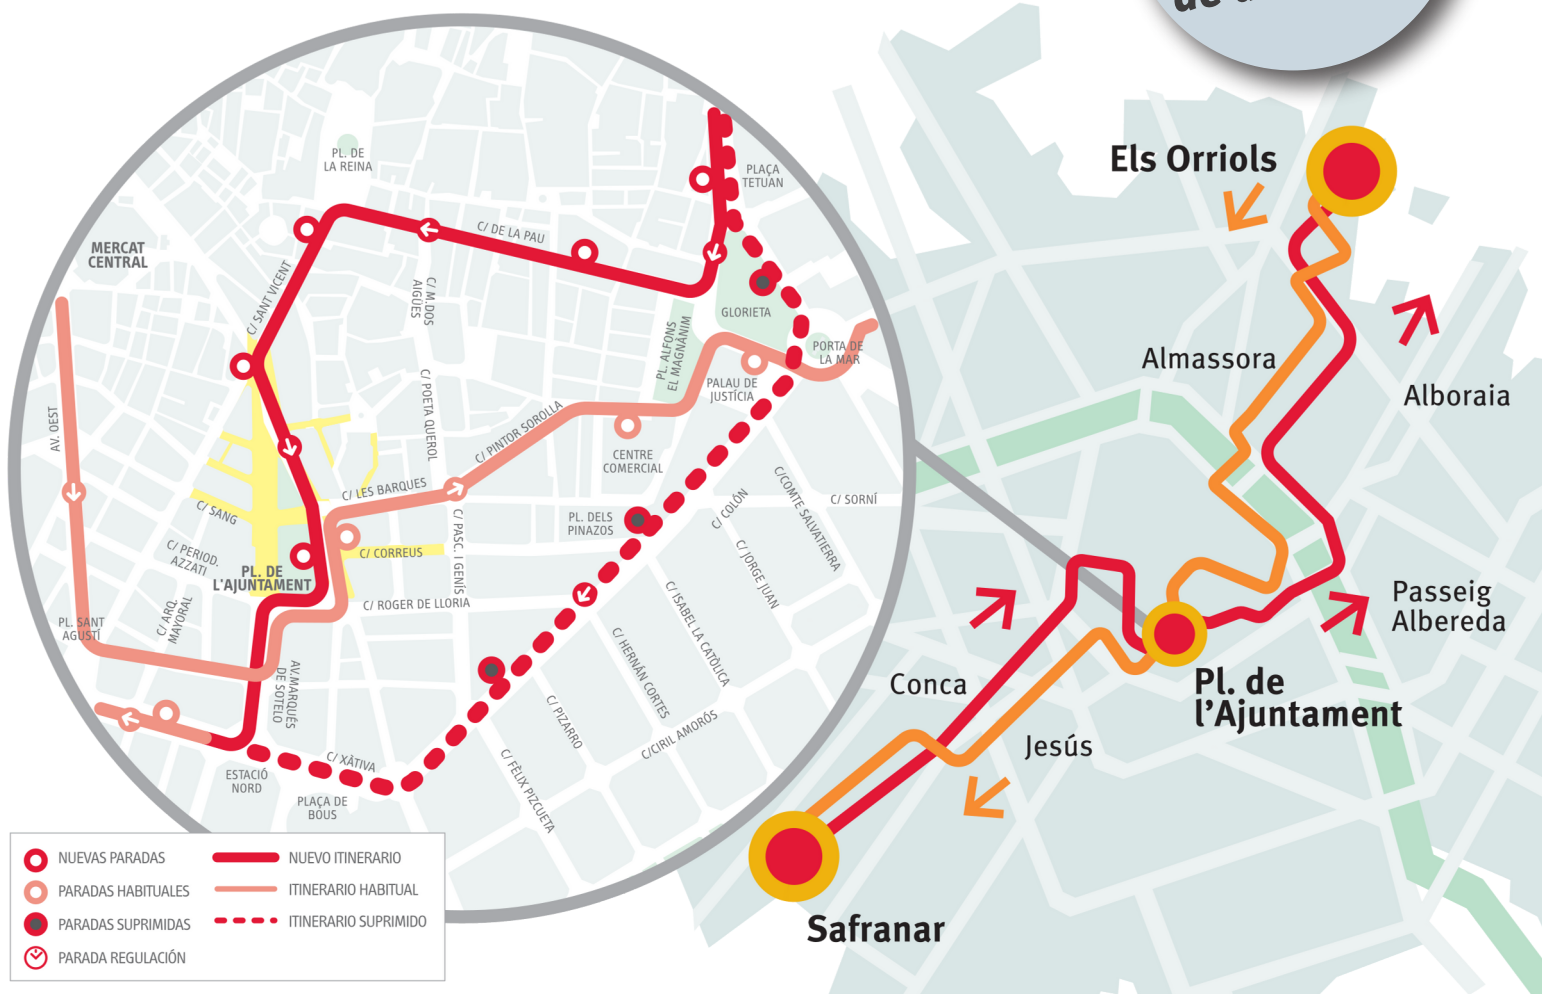 de
PL. DE
LA REINA
PLAÇA
TETUAN
MERCAT
CENTRAL
C/ DE LA PAU
C/ SANT VICENT
C/ M.DOS
AIGÜES
GLORIETA
PL. ALFONS
EL MAGNÀNIM
PORTA DE
LA MAR
PALAU DE
JUSTÍCIA
AV. OEST
C/ POETA QUEROL
C/ PINTOR SOROLLA
CENTRE
COMERCIAL
C/ LES BARQUES
C/ SANG
C/ COLÓN
C/COMTE SALVATIERRA
C/ SORNÍ
PL. DELS
PINAZOS
C/ PERIOD.
AZZATI
C/ CORREUS
C/ PASC. I GENÍS
C/ JORGE JUAN
PL. DE
L'AJUNTAMENT
C/ ARQ.
MAYORAL
C/ ROGER DE LLORIA
PL. SANT
AGUSTÍ
C/ ISABEL LA CATÒLICA
C/ HERNÁN CORTES
AV.MARQUÉS
DE SOTELO
C/ PIZARRO
C/CIRIL AMORÓS
C/ XÀTIVA
ESTACIÓ
NORD
PLAÇA DE
BOUS
C/ FÈLIX PIZCUETA
Els Orriols
Almassora
Alboraia
Passeig
Albereda
Conca
Pl. de
l'Ajuntament
Jesús
Safranar
NUEVAS PARADAS
PARADAS HABITUALES
PARADAS SUPRIMIDAS
PARADA REGULACIÓN
NUEVO ITINERARIO
ITINERARIO HABITUAL
ITINERARIO SUPRIMIDO